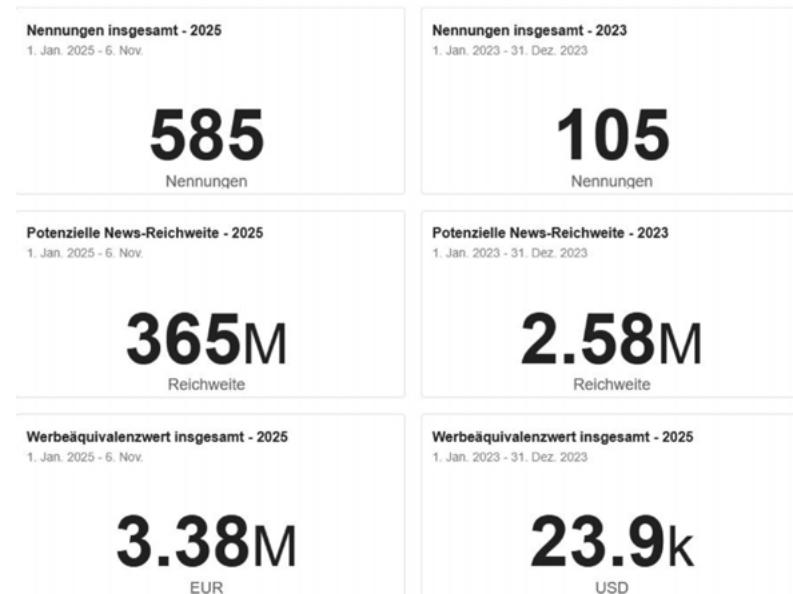 Nennungen insgesamt - 2025
1. Jan. 2025 - 6. Nov.
585
Nennungen
Nennungen insgesamt - 2023
1. Jan. 2023 - 31. Dez. 2023
105
Nennungen
Potenzielle News-Reichweite - 2025
1. Jan. 2025 - 6. Nov.
365M
Reichweite
Potenzielle News-Reichweite - 2023
1. Jan. 2023 - 31. Dez. 2023
2.58M
Reichweite
Werbeäquivalenzwert insgesamt - 2025
1. Jan. 2025 - 6. Nov.
3.38M
EUR
Werbeäquivalenzwert insgesamt - 2025
1. Jan. 2023 - 31. Dez. 2023
23.9k
USD